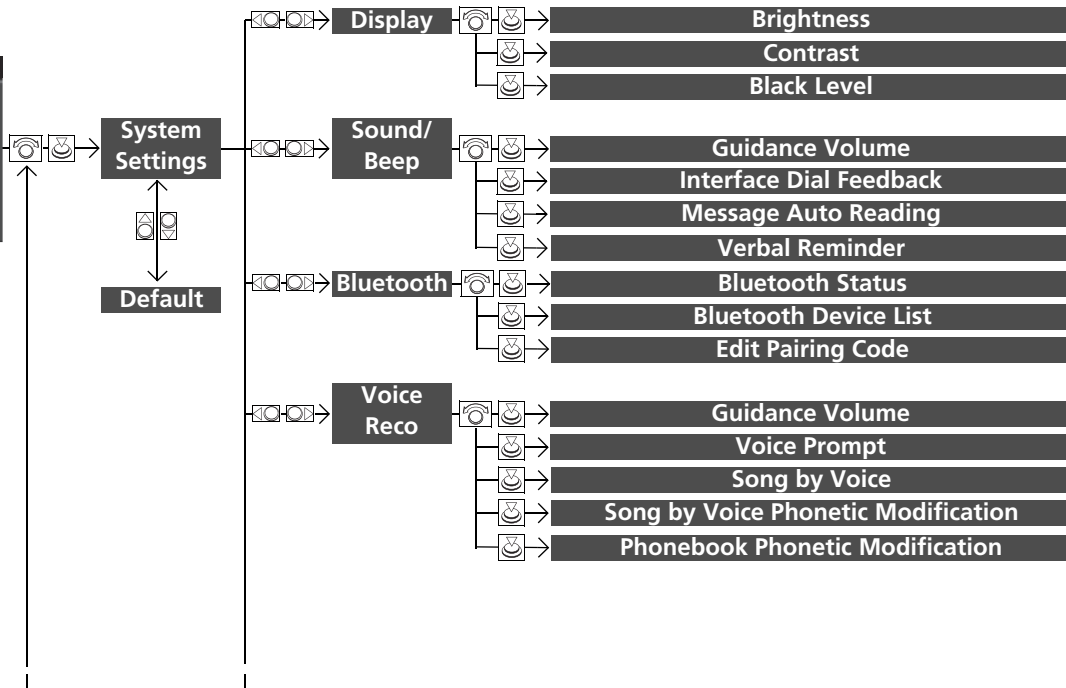 Display
Brightness
Contrast
Black Level
System
Settings
Default
Sound/
Beep
Guidance Volume
Interface Dial Feedback
Message Auto Reading
Verbal Reminder
Bluetooth
Bluetooth Status
Bluetooth Device List
Edit Pairing Code
Voice
Reco
Guidance Volume
Voice Prompt
Song by Voice
Song by Voice Phonetic Modification
Phonebook Phonetic Modification